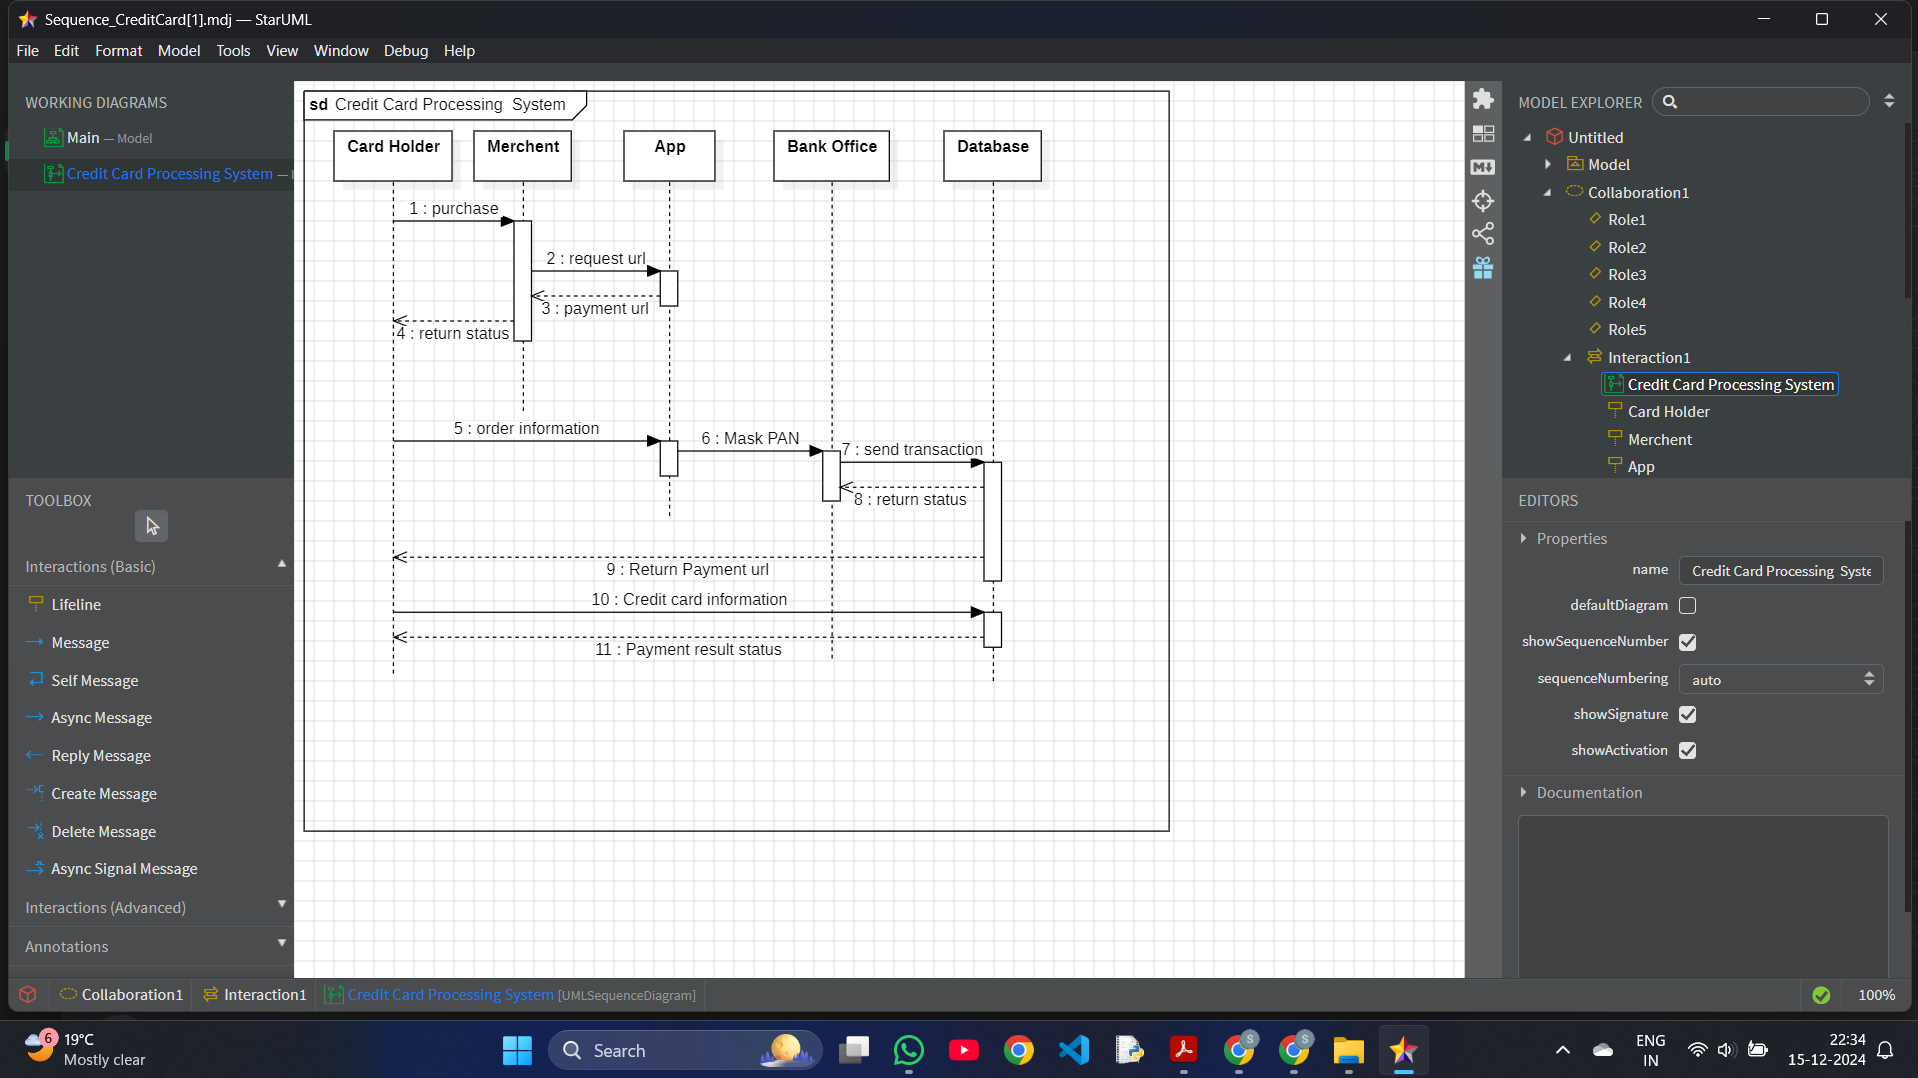 Sequence_CreditCard[1].mdj — StarUML
File Edit Format Model Tools View Window Debug Help
WORKING DIAGRAMS
Main — Model
Credit Card Processing System —
TOOLBOX
Interactions (Basic)
Lifeline
Message
Self Message
Async Message
Reply Message
Create Message
Delete Message
Async Signal Message
Interactions (Advanced)
Annotations
sd Credit Card Processing System
Card Holder Merchent App Bank Office Database
1 : purchase
2 : request url
3 : payment url
4 : return status
5 : order information
6 : Mask PAN
7 : send transaction
8 : return status
9 : Return Payment url
10 : Credit card information
11 : Payment result status
MODEL EXPLORER
Untitled
Model
Collaboration1
Role1
Role2
Role3
Role4
Role5
Interaction1
Credit Card Processing System
Card Holder
Merchent
App
EDITORS
Properties
name Credit Card Processing Syste
defaultDiagram
showSequenceNumber
sequenceNumbering auto
showSignature
showActivation
Documentation
Collaboration1 Interaction1 Credit Card Processing System [UMLSequenceDiagram] 100%
6
19°C
Mostly clear
Search
S
S
ENG
IN
22:34
15-12-2024